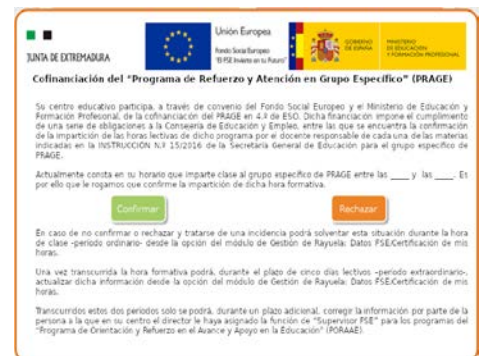 Unión Europea
Fondo Social Europeo
"El FSE invierte en tu futuro"
GOBIERNO
DE ESPAÑA
MINISTERIO
DE EDUCACIÓN
Y FORMACIÓN PROFESIONAL
JUNTA DE EXTREMADURA
Cofinanciación del "Programa de Refuerzo y Atención en Grupo Específico" (PRAGE)
Su centro educativo participa, a través de convenio del Fondo Social Europeo y el Ministerio de Educación y
Formación Profesional, de la cofinanciación del PRAGE en 4.º de ESO. Dicha financiación impone el cumplimiento
de una serie de obligaciones a la Consejería de Educación y Empleo, entre las que se encuentra la confirmación
de la impartición de las horas lectivas de dicho programa por el docente responsable de cada una de las materias
indicadas en la INSTRUCCIÓN N.º 15/2016 de la Secretaría General de Educación para el grupo específico de
PRAGE.
Actualmente consta en su horario que imparte clase al grupo específico de PRAGE entre las ____ y las ____. Es
por ello que le rogamos que confirme la impartición de dicha hora formativa.
Confirmar
Rechazar
En caso de no confirmar o rechazar y tratarse de una incidencia podrá solventar esta situación durante la hora
de clase -periodo ordinario- desde la opción del módulo de Gestión de Rayuela: Datos FSE/Certificación de mis
horas.
Una vez transcurrida la hora formativa podrá, durante el plazo de cinco días lectivos -periodo extraordinario-,
actualizar dicha información desde la opción del módulo de Gestión de Rayuela: Datos FSE/Certificación de mis
horas.
Transcurridos estos dos periodos solo se podrá, durante un plazo adicional, corregir la información por parte de la
persona a la que en su centro el director le haya asignado la función de "Supervisor FSE" para los programas del
"Programa de Orientación y Refuerzo en el Avance y Apoyo en la Educación" (PORAAE).